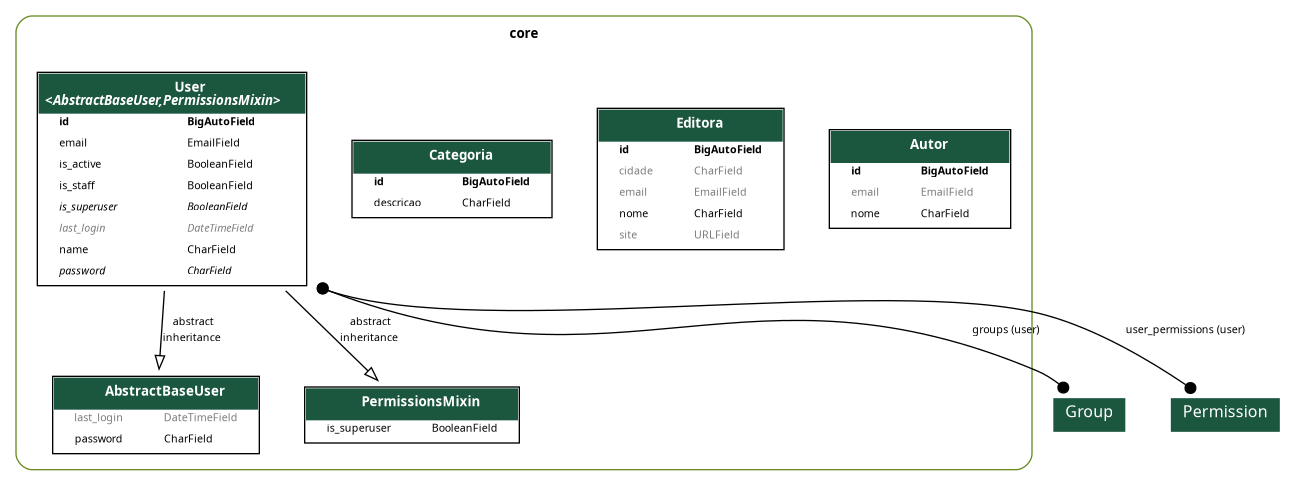 core
User
<AbstractBaseUser,PermissionsMixin>
id BigAutoField
email EmailField
is_active BooleanField
is_staff BooleanField
is_superuser BooleanField
last_login DateTimeField
name CharField
password CharField
Categoria
id BigAutoField
descricao CharField
Editora
id BigAutoField
cidade CharField
email EmailField
nome CharField
site URLField
Autor
id BigAutoField
email EmailField
nome CharField
abstract
inheritance
abstract
inheritance
groups (user)
user_permissions (user)
AbstractBaseUser
last_login DateTimeField
password CharField
PermissionsMixin
is_superuser BooleanField
Group
Permission